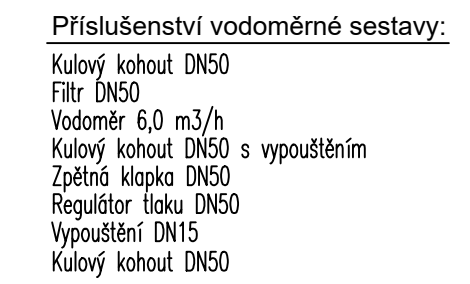 Příslušenství vodoměrné sestavy:
Kulový kohout DN50
Filtr DN50
Vodoměr 6,0 m3/h
Kulový kohout DN50 s vypouštěním
Zpětná klapka DN50
Regulátor tlaku DN50
Vypouštění DN15
Kulový kohout DN50